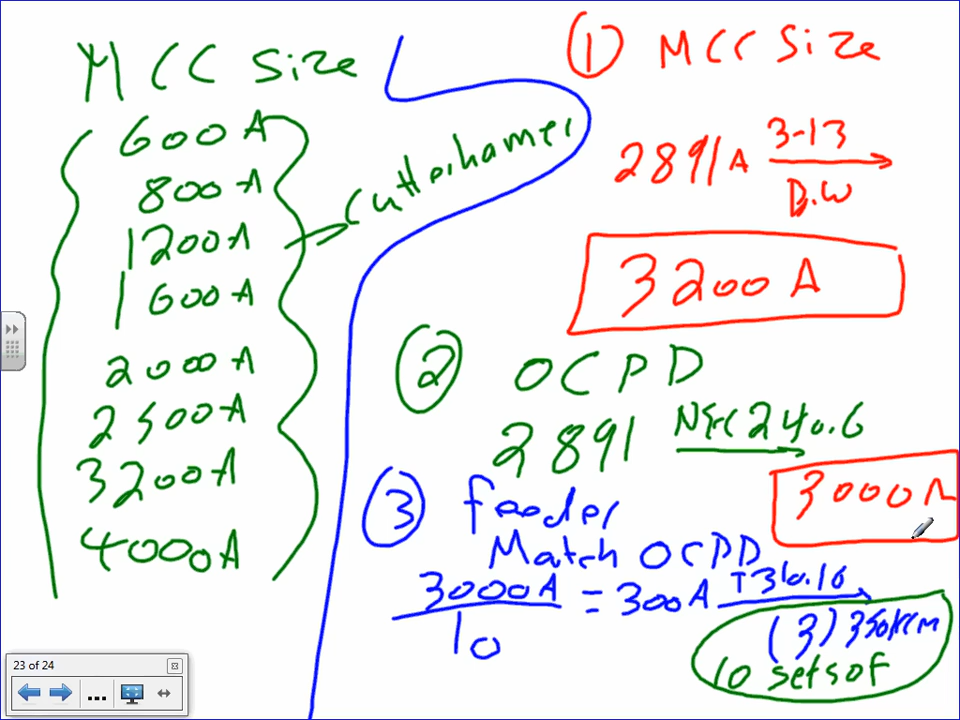 MCC Size
600A
800A
1200A
1600A
2000A
2500A
3200A
4000A
Cutlerhamer
① MCC Size
2891A 3-13
B.W
3200A
② OCPD
2891 NEC 240.6
3000A
③ feeder
Match OCPD
3000A = 300A T310.16
10
(3) 350kcm
10 sets of
23 of 24
...